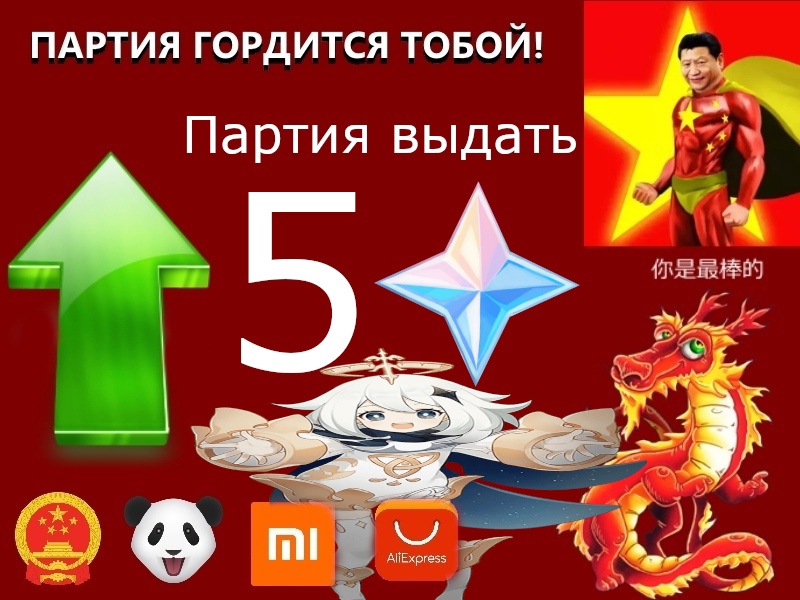 ПАРТИЯ ГОРДИТСЯ ТОБОЙ!
Партия выдать
5
你是最棒的
mi
AliExpress